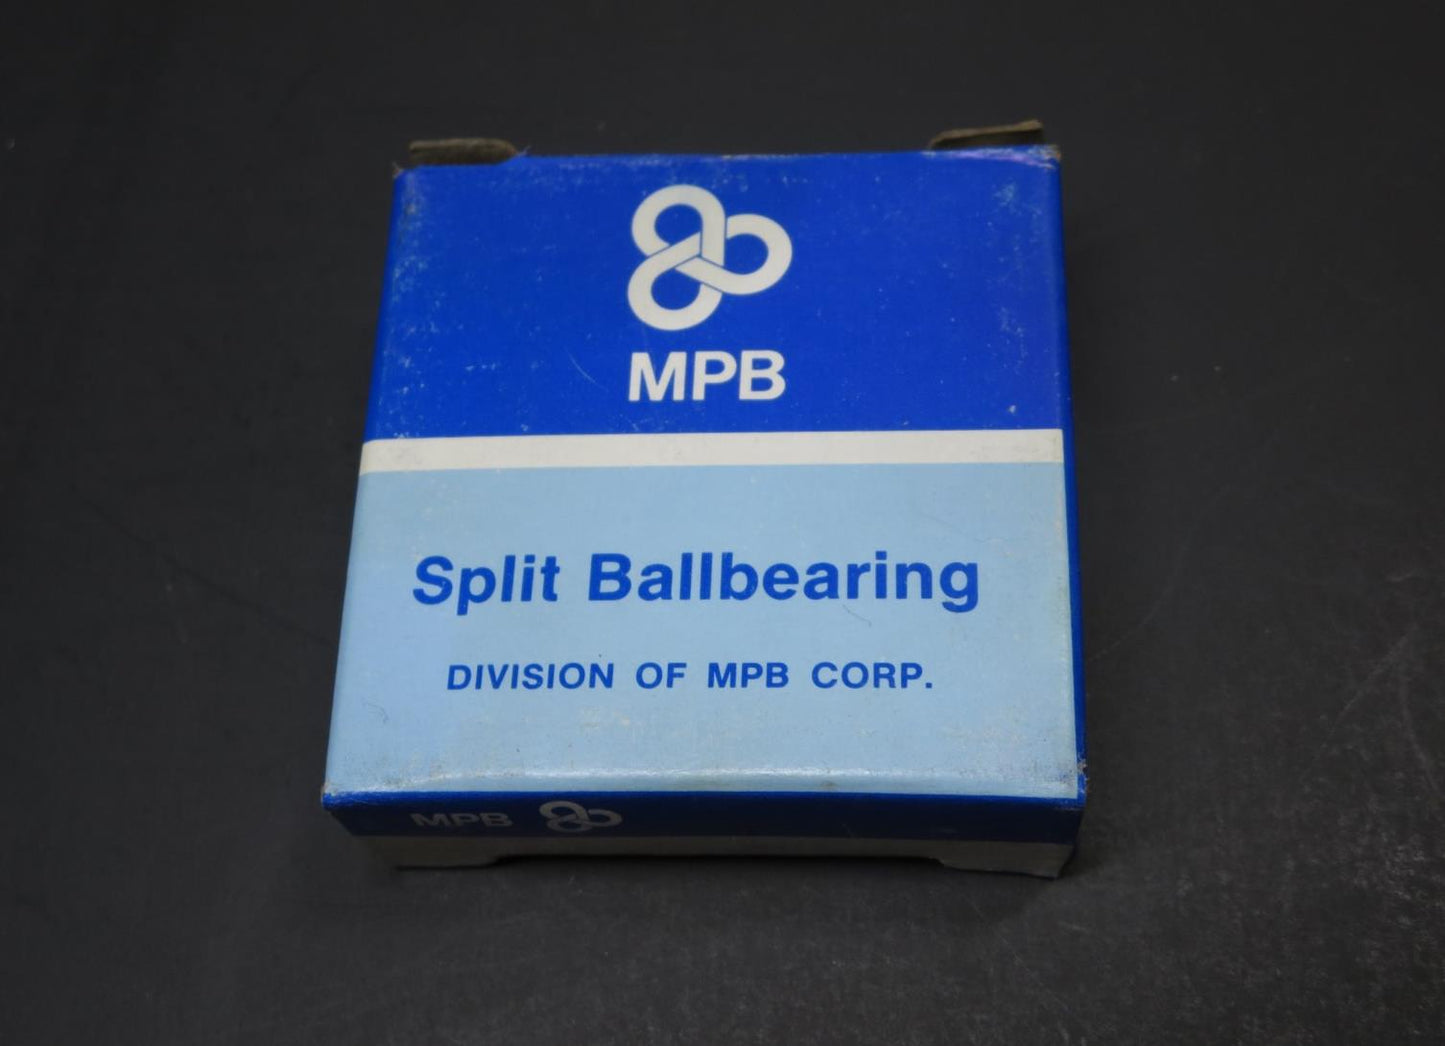 MPB
Split Ballbearing
DIVISION OF MPB CORP.
MPB